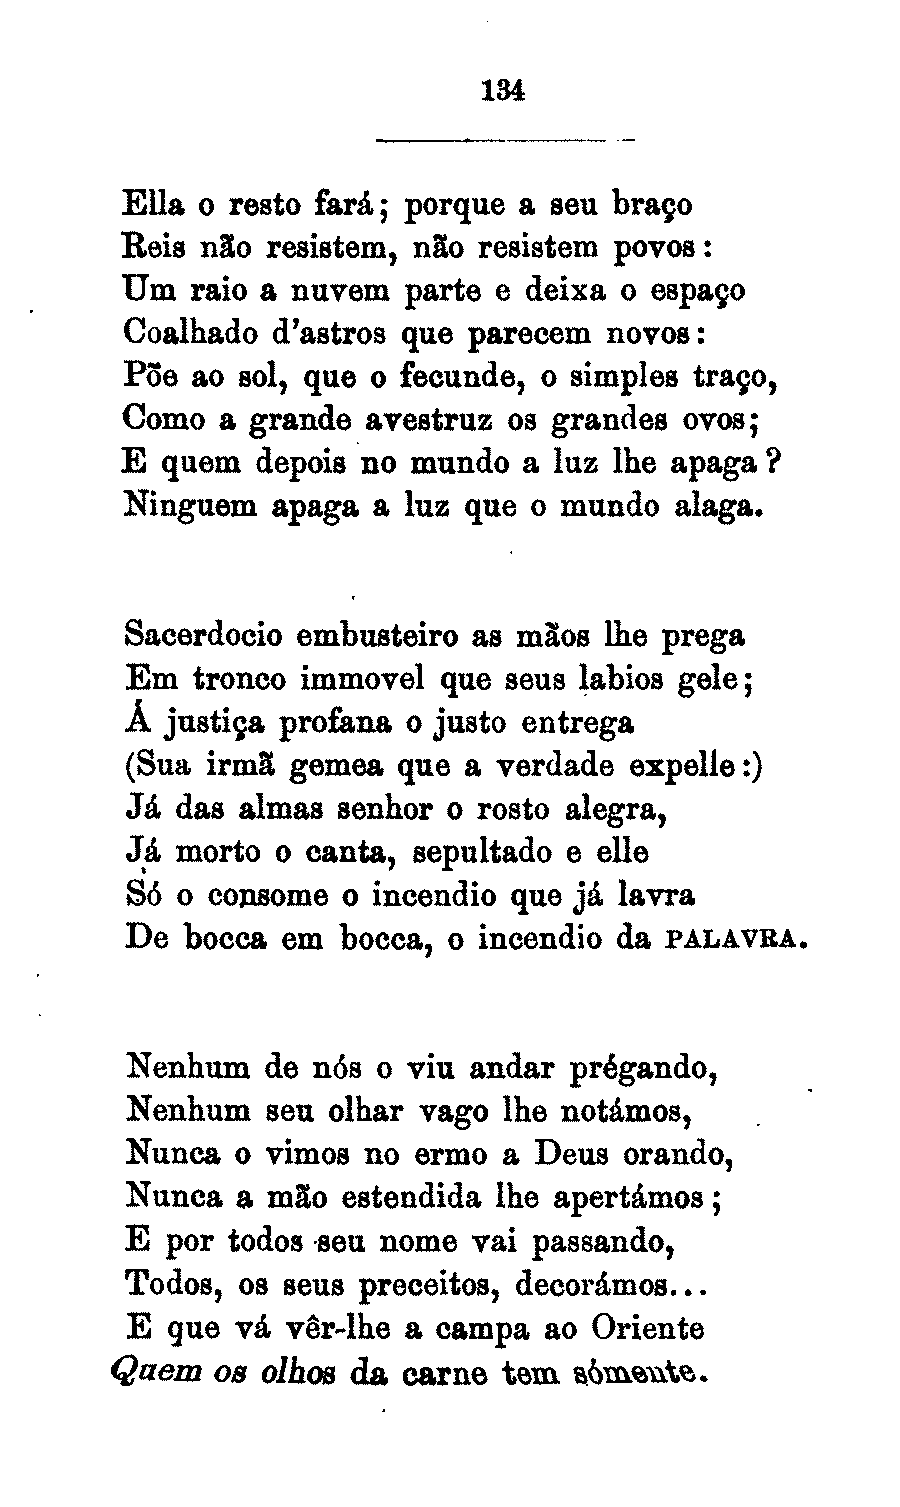 134
Ella o resto fará; porque a seu braço
Reis não resistem, não resistem povos:
Um raio a nuvem parte e deixa o espaço
Coalhado d'astros que parecem novos:
Põe ao sol, que o fecunde, o simples traço,
Como a grande avestruz os grandes ovos;
E quem depois no mundo a luz lhe apaga?
Ninguem apaga a luz que o mundo alaga.
Sacerdocio embusteiro as mãos lhe prega
Em tronco immovel que seus labios gele;
Á justiça profana o justo entrega
(Sua irmã gemea que a verdade expelle:)
Já das almas senhor o rosto alegra,
Já morto o canta, sepultado e elle
Só o consome o incendio que já lavra
De bocca em bocca, o incendio da PALAVRA.
Nenhum de nós o viu andar prégando,
Nenhum seu olhar vago lhe notámos,
Nunca o vimos no ermo a Deus orando,
Nunca a mão estendida lhe apertámos;
E por todos seu nome vai passando,
Todos, os seus preceitos, decorámos...
E que vá vêr-lhe a campa ao Oriente
Quem os olhos da carne tem sómente.